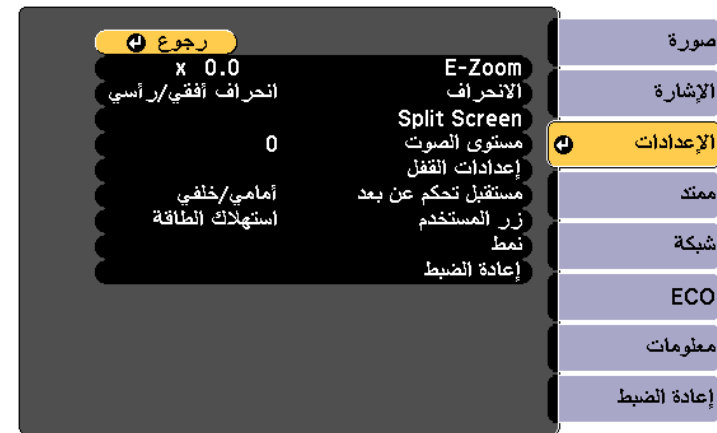 صورة
الإشارة
الإعدادات
ممتد
شبكة
ECO
معلومات
إعادة الضبط
رجوع
E-Zoom x 0.0
الانحراف انحراف أفقي/رأسي
Split Screen
مستوى الصوت 0
إعدادات القفل
مستقبل تحكم عن بعد أمامي/خلفي
زر المستخدم استهلاك الطاقة
نمط
إعادة الضبط